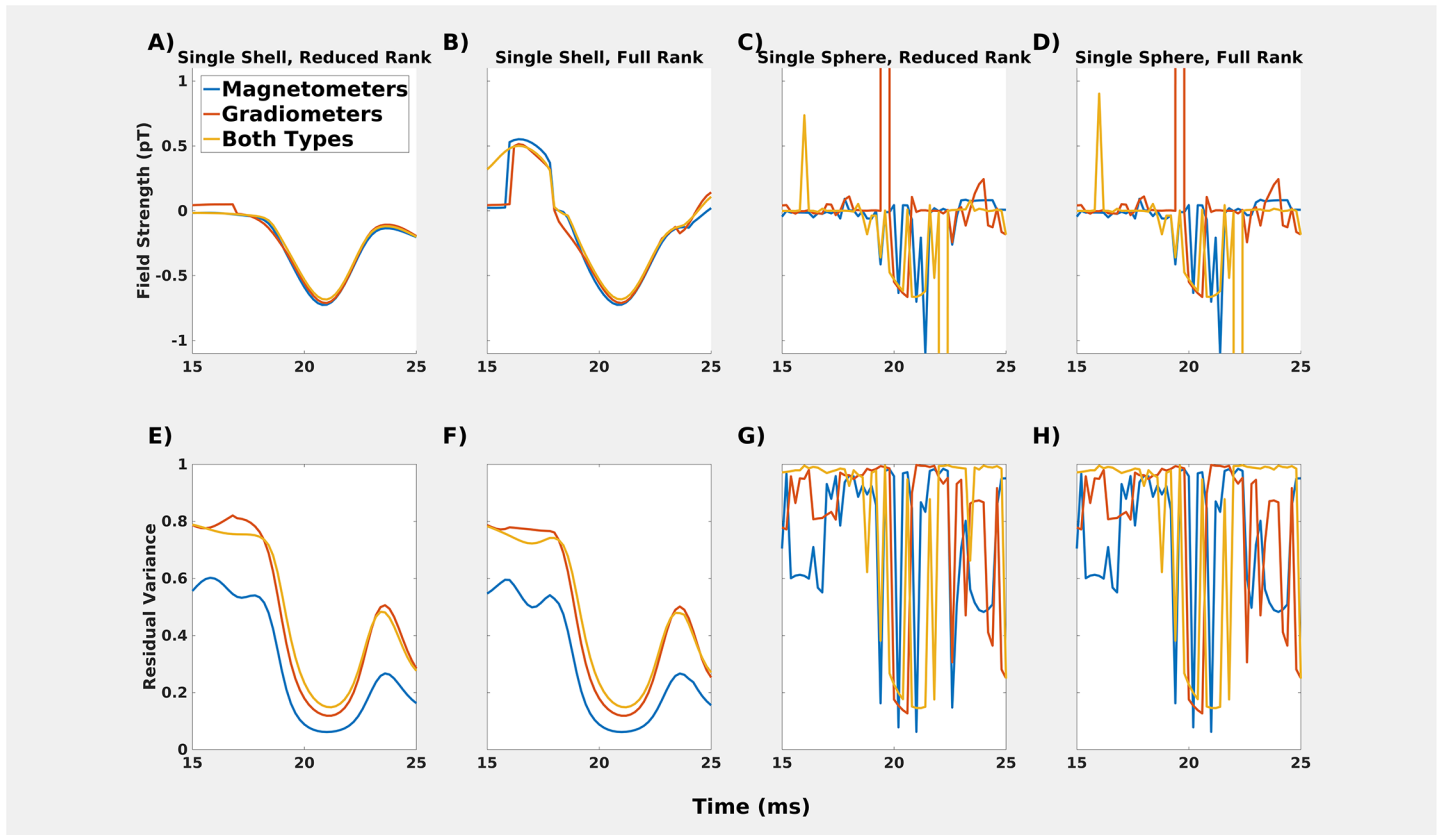 A)
Single Shell, Reduced Rank
B)
Single Shell, Full Rank
C)
Single Sphere, Reduced Rank
D)
Single Sphere, Full Rank
Magnetometers
Gradiometers
Both Types
Field Strength (pT)
1
0.5
0
-0.5
-1
15 20 25
15 20 25
15 20 25
15 20 25
E)
F)
G)
H)
Residual Variance
1
0.8
0.6
0.4
0.2
0
15 20 25
15 20 25
15 20 25
15 20 25
Time (ms)